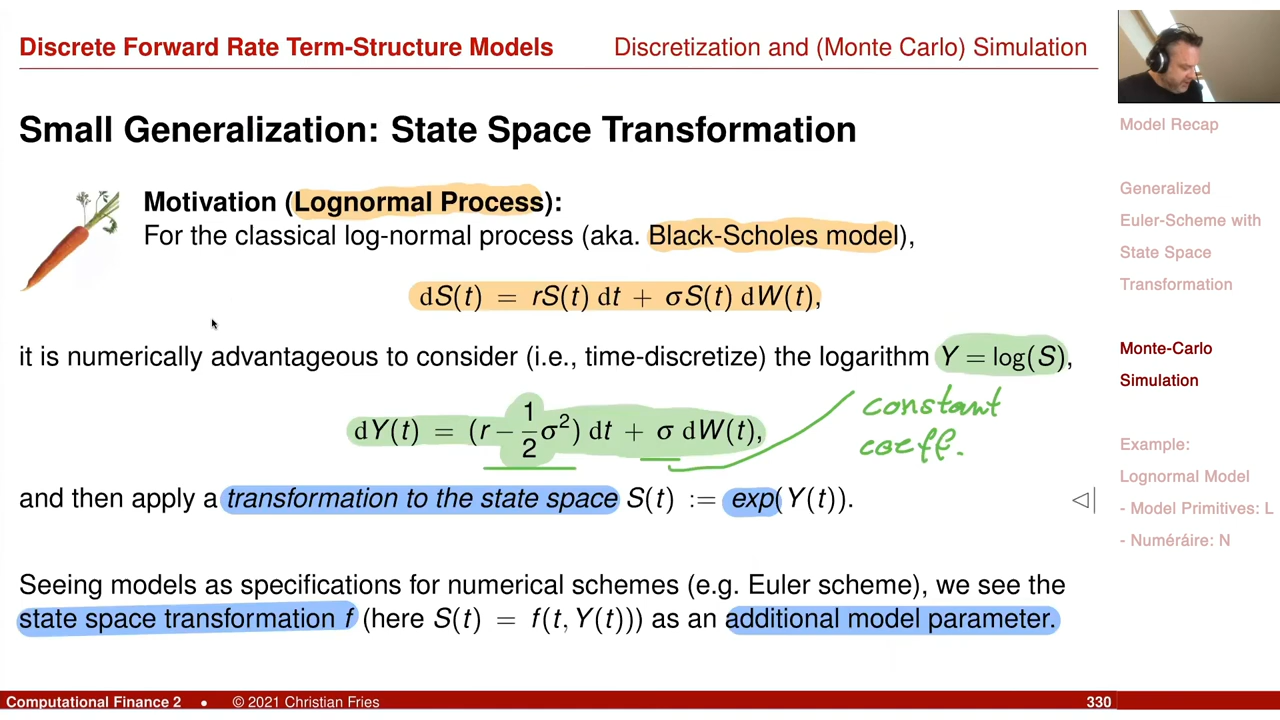 Discrete Forward Rate Term-Structure Models
Discretization and (Monte Carlo) Simulation
Small Generalization: State Space Transformation
Motivation (Lognormal Process):
For the classical log-normal process (aka. Black-Scholes model),
dS(t) = rS(t) dt + σS(t) dW(t),
it is numerically advantageous to consider (i.e., time-discretize) the logarithm Y = log(S),
dY(t) = (r − 1/2 σ²) dt + σ dW(t),
constant
coeff.
and then apply a transformation to the state space S(t) := exp(Y(t)).
◁|
Seeing models as specifications for numerical schemes (e.g. Euler scheme), we see the
state space transformation f (here S(t) = f(t, Y(t))) as an additional model parameter.
Model Recap
Generalized
Euler-Scheme with
State Space
Transformation
Monte-Carlo
Simulation
Example:
Lognormal Model
- Model Primitives: L
- Numéráire: N
Computational Finance 2 • © 2021 Christian Fries
330